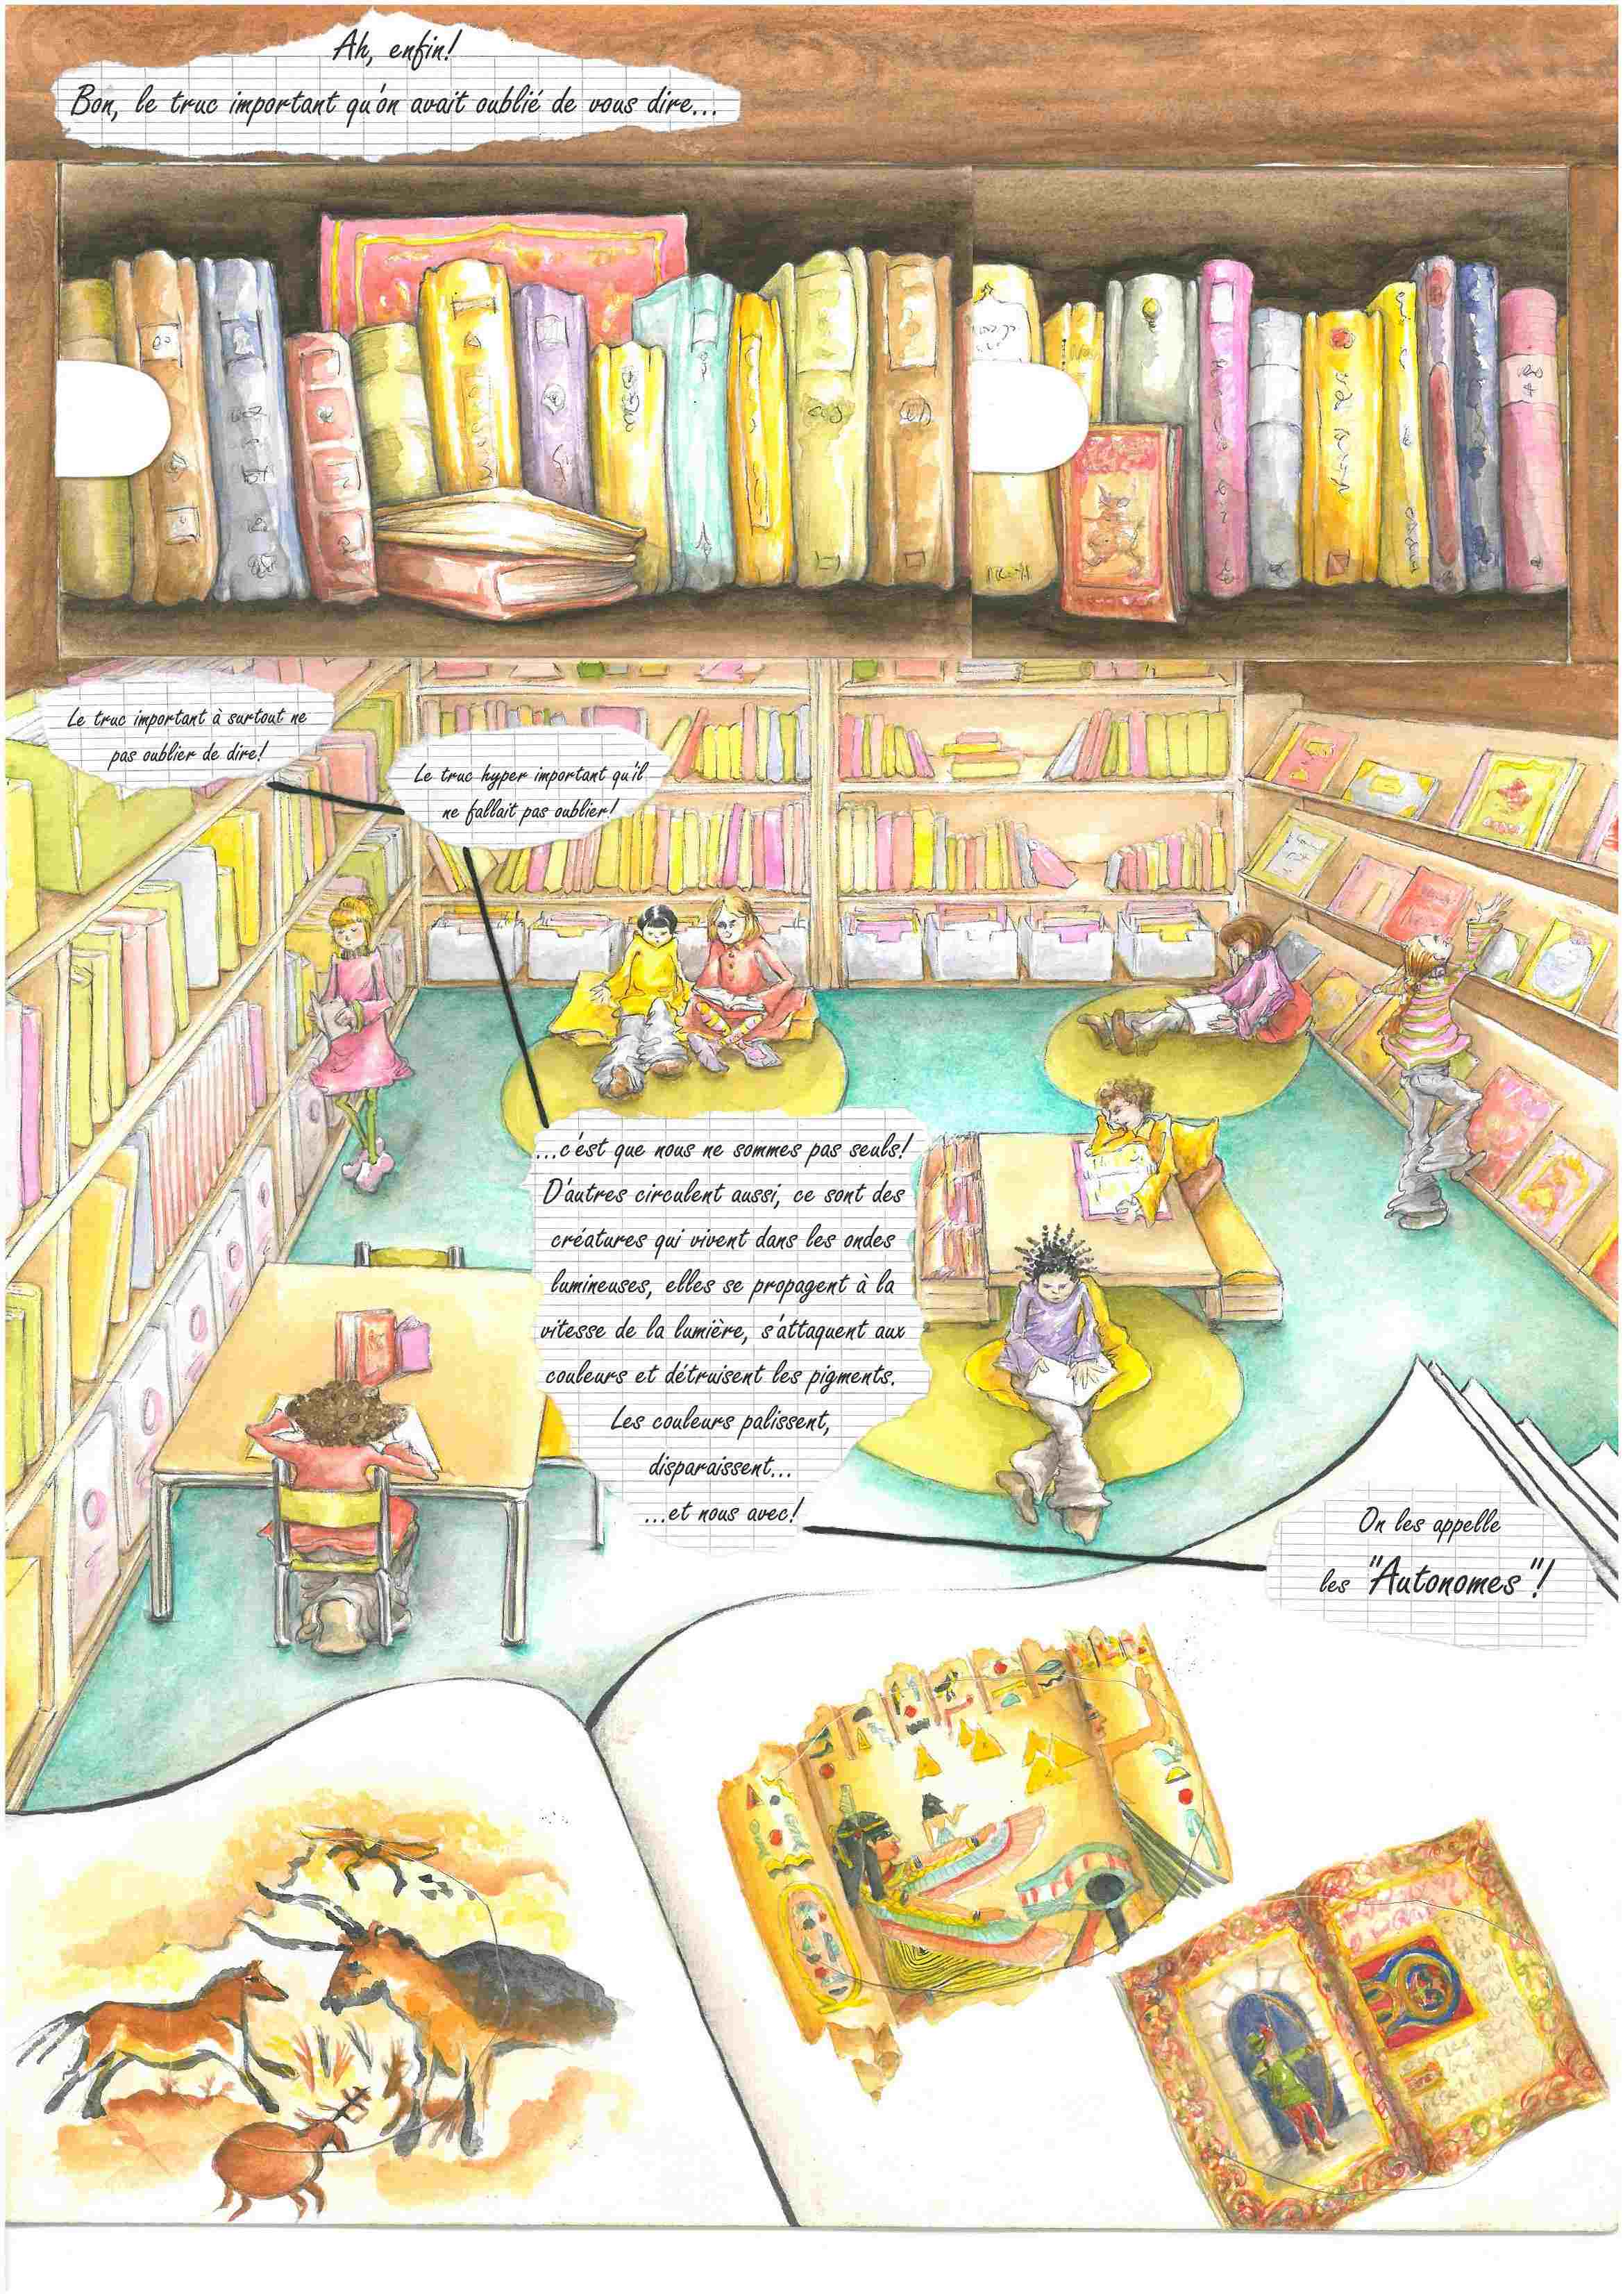 Ah, enfin!
Bon, le truc important qu'on avait oublié de vous dire...
Le truc important à surtout ne
pas oublier de dire!
Le truc hyper important qu'il
ne fallait pas oublier!
...c'est que nous ne sommes pas seuls!
D'autres circulent aussi, ce sont des
créatures qui vivent dans les ondes
lumineuses, elles se propagent à la
vitesse de la lumière, s'attaquent aux
couleurs et détruisent les pigments.
Les couleurs palissent,
disparaissent...
...et nous avec!
On les appelle
les "Autonomes"!